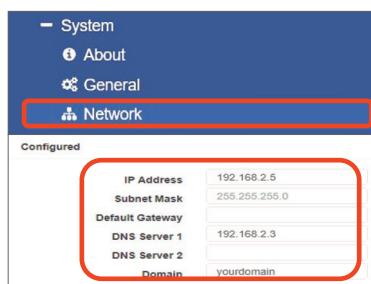 System
About
General
Network
Configured
IP Address 192.168.2.5
Subnet Mask 255.255.255.0
Default Gateway
DNS Server 1 192.168.2.3
DNS Server 2
Domain yourdomain